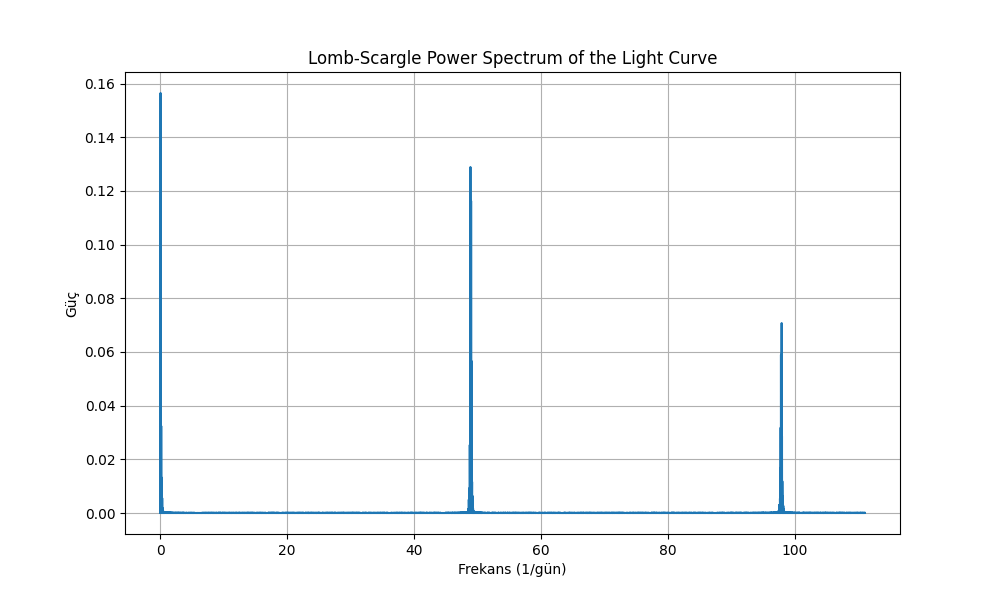 Lomb-Scargle Power Spectrum of the Light Curve
0.16
0.14
0.12
0.10
0.08
0.06
0.04
0.02
0.00
Güç
0 20 40 60 80 100
Frekans (1/gün)